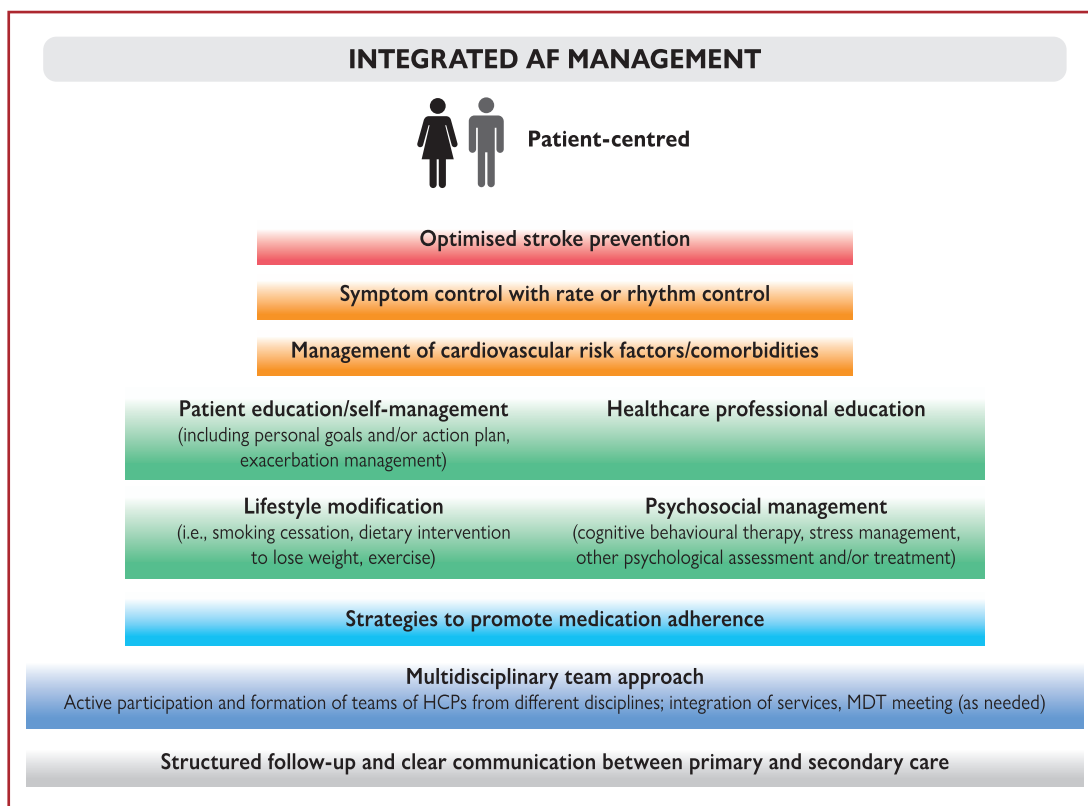 INTEGRATED AF MANAGEMENT
Patient-centred
Optimised stroke prevention
Symptom control with rate or rhythm control
Management of cardiovascular risk factors/comorbidities
Patient education/self-management
(including personal goals and/or action plan,
exacerbation management)
Healthcare professional education
Lifestyle modification
(i.e., smoking cessation, dietary intervention
to lose weight, exercise)
Psychosocial management
(cognitive behavioural therapy, stress management,
other psychological assessment and/or treatment)
Strategies to promote medication adherence
Multidisciplinary team approach
Active participation and formation of teams of HCPs from different disciplines; integration of services, MDT meeting (as needed)
Structured follow-up and clear communication between primary and secondary care